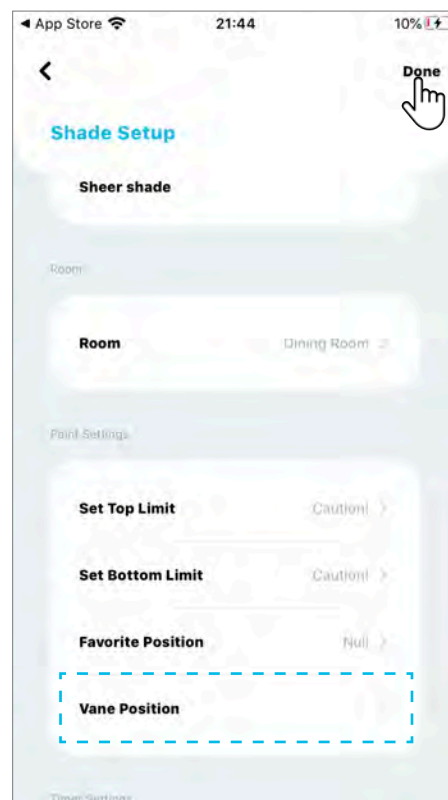 App Store 21:44 10%
Done
Shade Setup
Sheer shade
Room
Room Dining Room
Point Settings
Set Top Limit Caution!
Set Bottom Limit Caution!
Favorite Position Null
Vane Position
Timer Settings